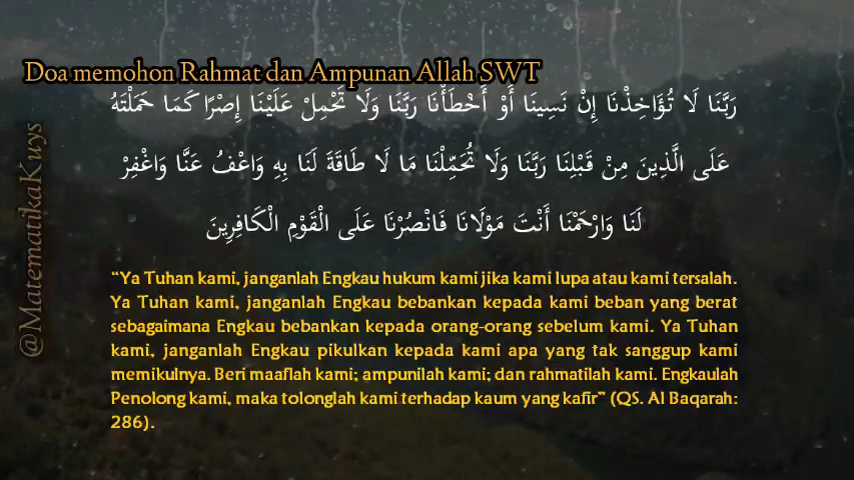 Doa memohon Rahmat dan Ampunan Allah SWT
رَبَّنَا لَا تُؤَاخِذْنَا إِنْ نَسِينَا أَوْ أَخْطَأْنَا رَبَّنَا وَلَا تَحْمِلْ عَلَيْنَا إِصْرًا كَمَا حَمَلْتَهُ
عَلَى الَّذِينَ مِنْ قَبْلِنَا رَبَّنَا وَلَا تُحَمِّلْنَا مَا لَا طَاقَةَ لَنَا بِهِ وَاعْفُ عَنَّا وَاغْفِرْ
لَنَا وَارْحَمْنَا أَنْتَ مَوْلَانَا فَانْصُرْنَا عَلَى الْقَوْمِ الْكَافِرِينَ
“Ya Tuhan kami, janganlah Engkau hukum kami jika kami lupa atau kami tersalah.
Ya Tuhan kami, janganlah Engkau bebankan kepada kami beban yang berat
sebagaimana Engkau bebankan kepada orang-orang sebelum kami. Ya Tuhan
kami, janganlah Engkau pikulkan kepada kami apa yang tak sanggup kami
memikulnya. Beri maaflah kami; ampunilah kami; dan rahmatilah kami. Engkaulah
Penolong kami, maka tolonglah kami terhadap kaum yang kafir” (QS. Al Baqarah:
286).
@MatematikaKuys